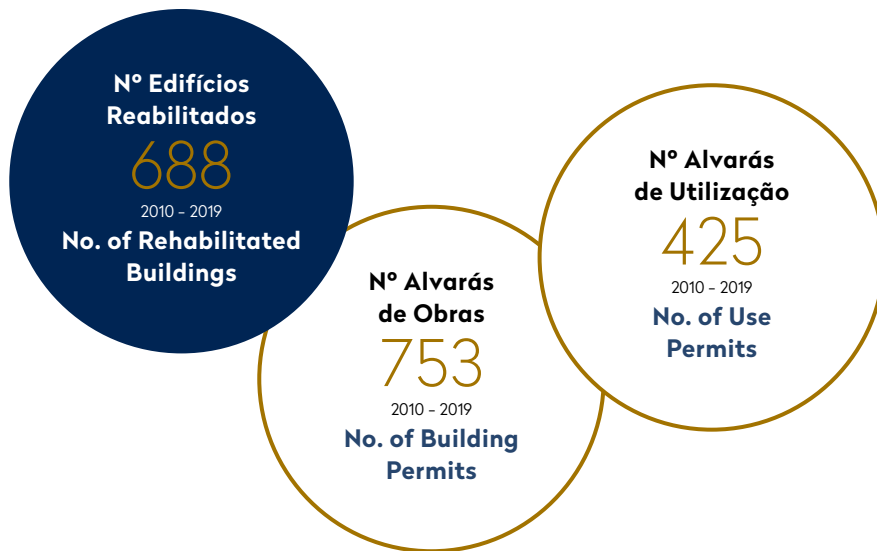 Nº Edifícios
Reabilitados
688
2010 - 2019
No. of Rehabilitated
Buildings
Nº Alvarás
de Obras
753
2010 - 2019
No. of Building
Permits
Nº Alvarás
de Utilização
425
2010 - 2019
No. of Use
Permits